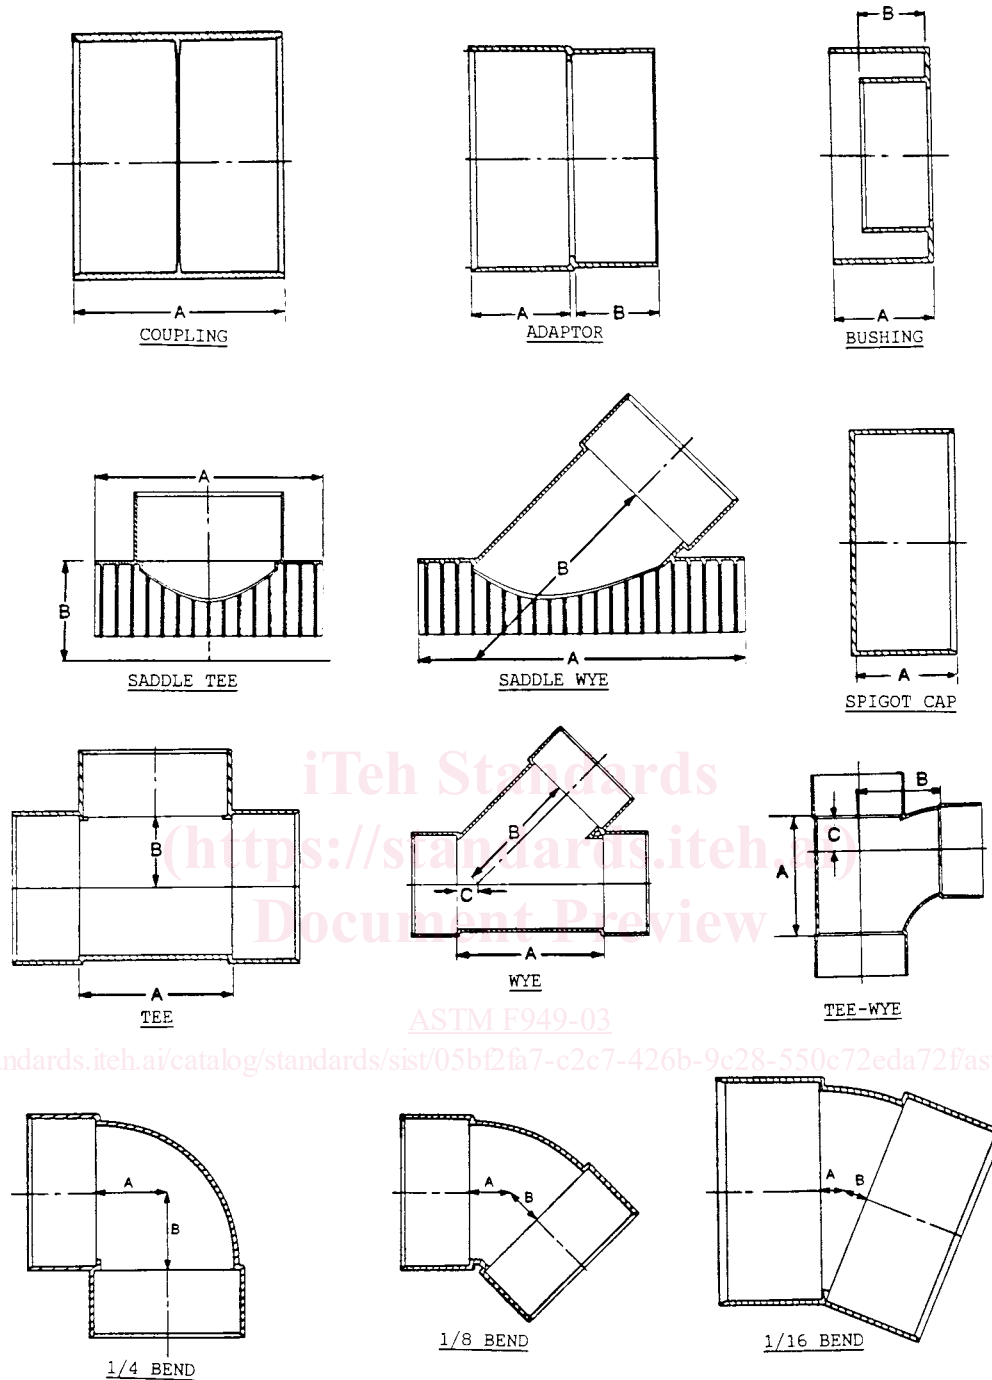 B
A
COUPLING
A
B
ADAPTOR
A
BUSHING
A
B
SADDLE TEE
B
A
SADDLE WYE
A
SPIGOT CAP
iTeh Standards
(https://standards.iteh.ai)
Document Preview
B
A
TEE
B
C
A
WYE
B
C
A
TEE-WYE
ASTM F949-03
ndards.iteh.ai/catalog/standards/sist/05bf2fa7-c2c7-426b-9c28-550c72eda72f/as
A
B
1/4 BEND
A
B
1/8 BEND
A
B
1/16 BEND